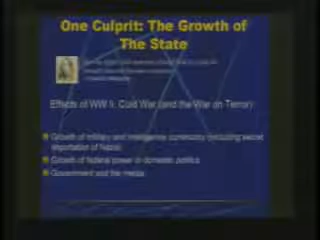 One Culprit: The Growth of
The State
Effects of WW II, Cold War (and the War on Terror)
Growth of military and intelligence community (including secret
importation of Nazis)
Growth of federal power in domestic politics
Government and the media